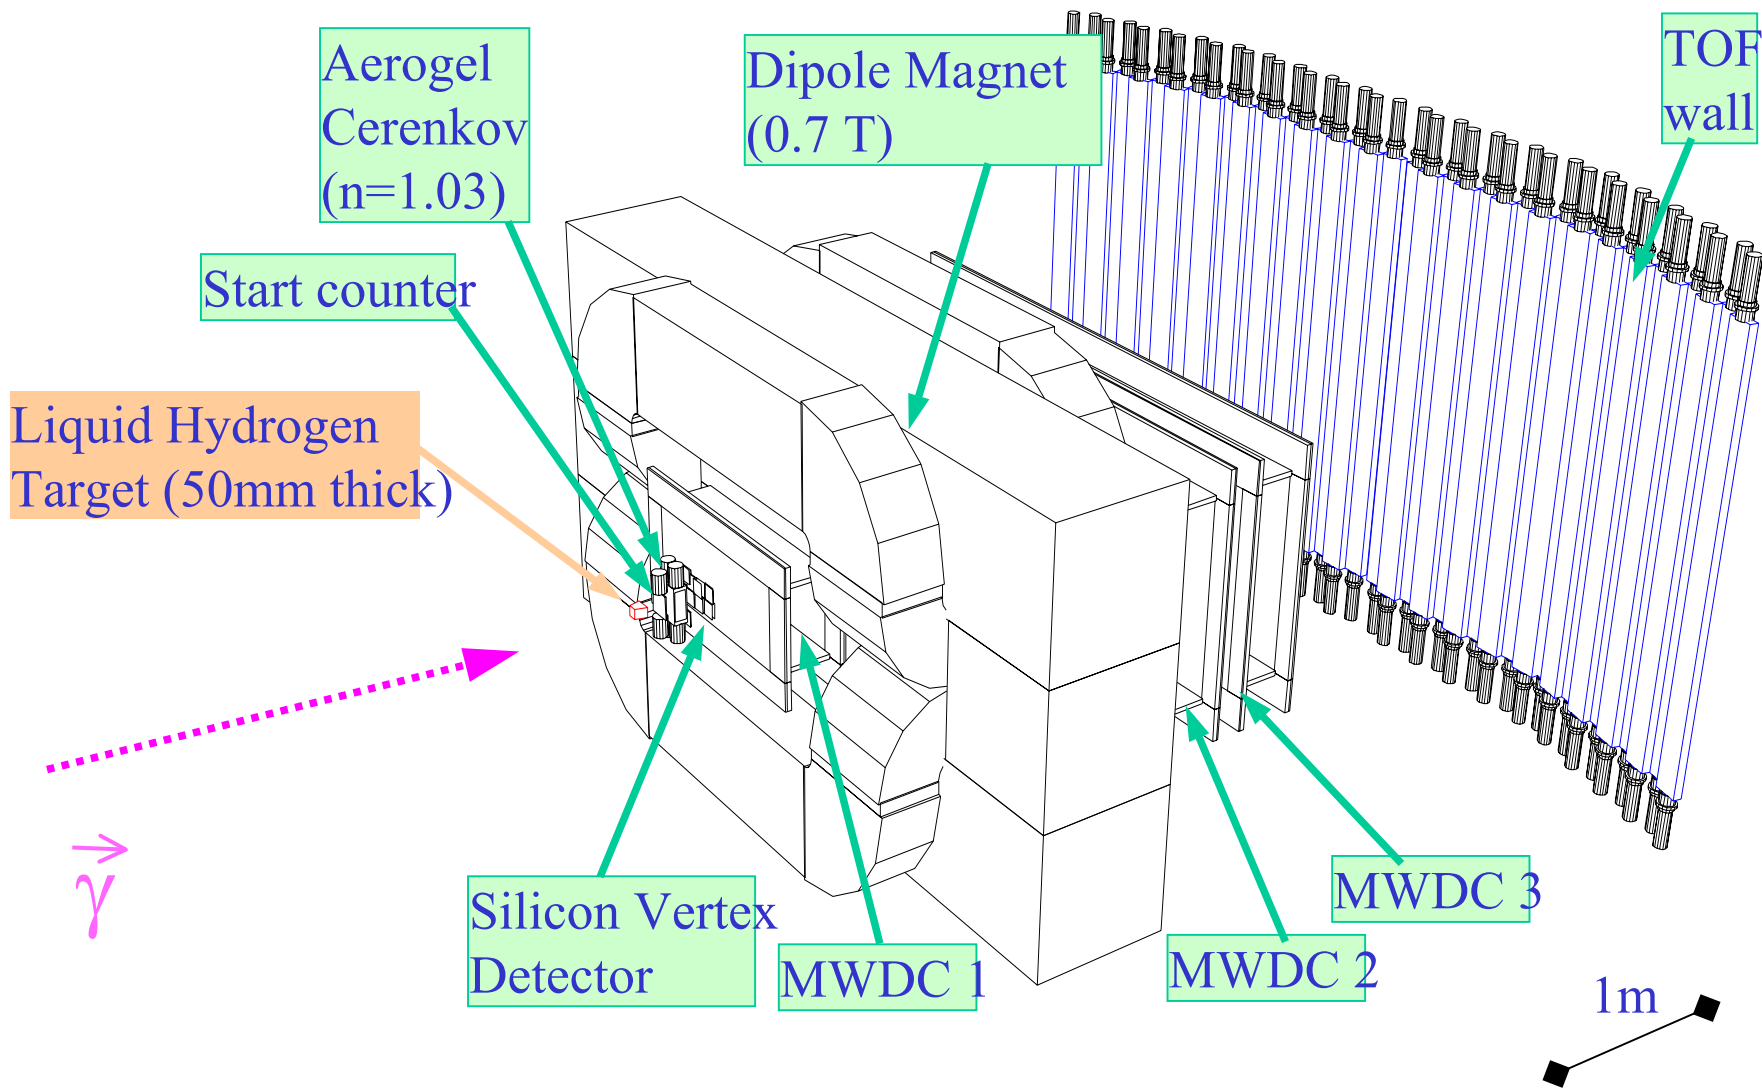 Aerogel
Cerenkov
(n=1.03)
Dipole Magnet
(0.7 T)
TOF
wall
Start counter
Liquid Hydrogen
Target (50mm thick)
γ
Silicon Vertex
Detector
MWDC 1
MWDC 2
MWDC 3
1m